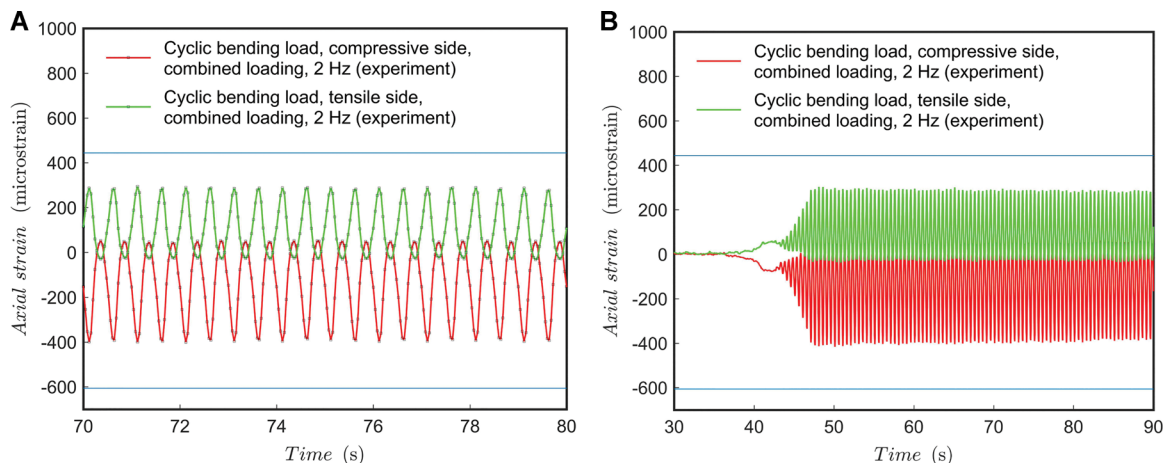 A
Axial strain (microstrain)
1000
800
600
400
200
0
-200
-400
-600
Cyclic bending load, compressive side,
combined loading, 2 Hz (experiment)
Cyclic bending load, tensile side,
combined loading, 2 Hz (experiment)
70
72
74
76
78
80
Time (s)
B
Axial strain (microstrain)
1000
800
600
400
200
0
-200
-400
-600
Cyclic bending load, compressive side,
combined loading, 2 Hz (experiment)
Cyclic bending load, tensile side,
combined loading, 2 Hz (experiment)
30
40
50
60
70
80
90
Time (s)